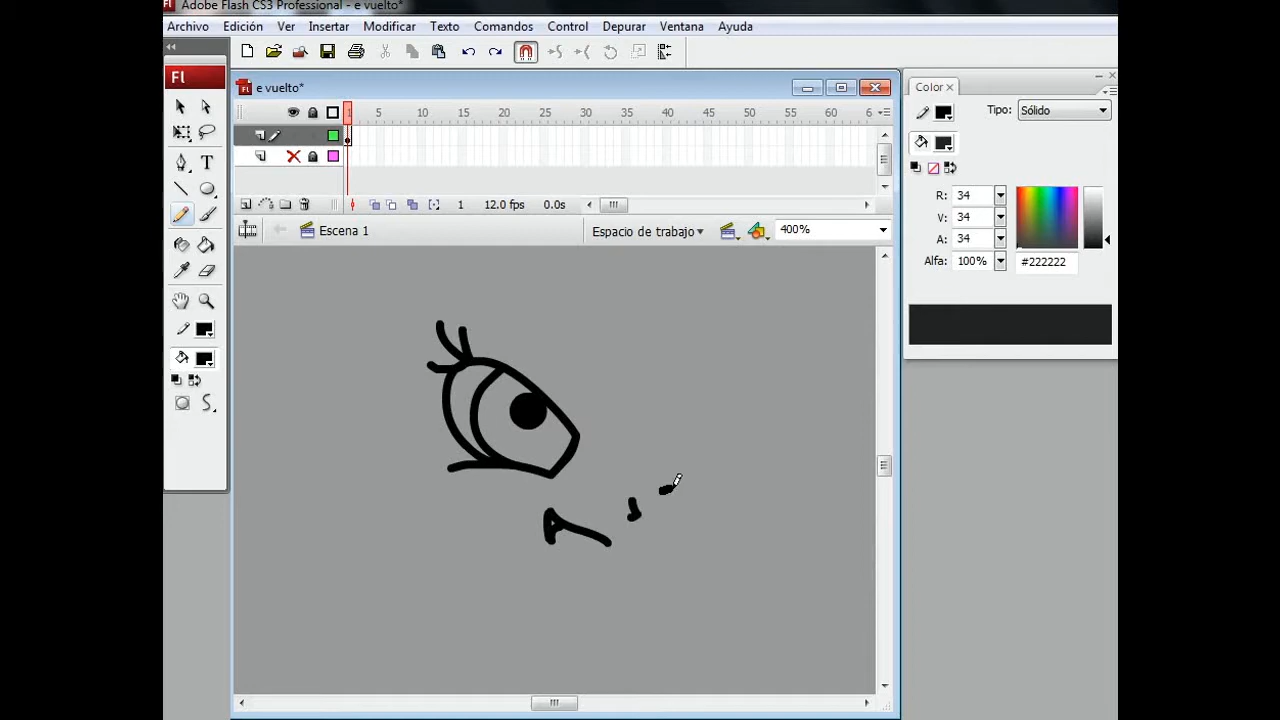 Adobe Flash CS3 Professional - e vuelto*
Archivo Edición Ver Insertar Modificar Texto Comandos Control Depurar Ventana Ayuda
Fl
e vuelto*
1 5 10 15 20 25 30 35 40 45 50 55 60 6
1 12.0 fps 0.0s
Escena 1
Espacio de trabajo
400%
Color
Tipo: Sólido
R: 34
V: 34
A: 34
Alfa: 100% #222222